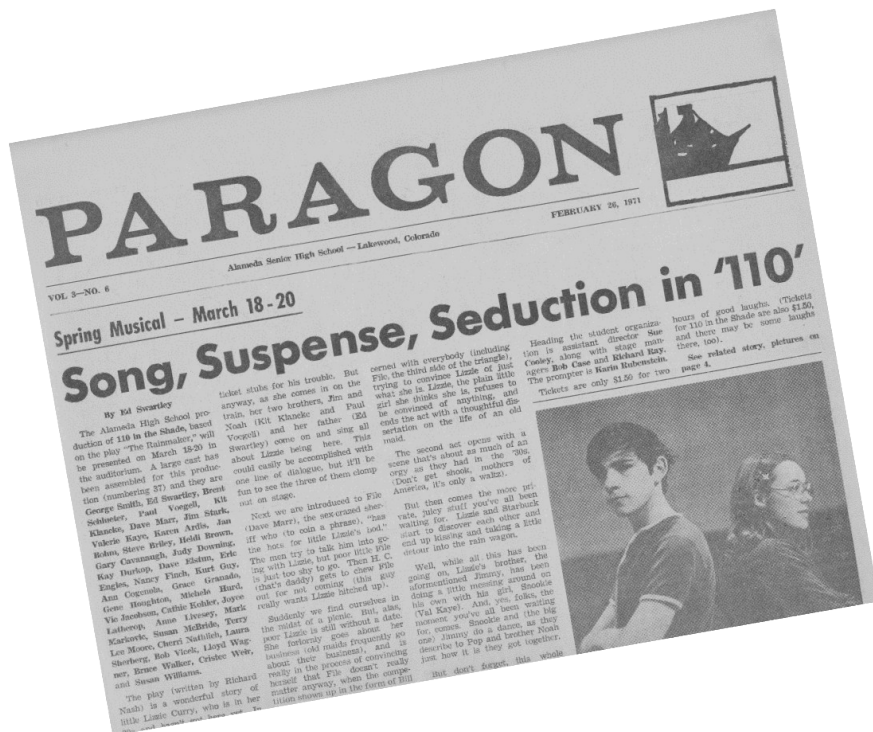 PARAGON
VOL 5—NO. 6
Alameda Senior High School — Lakewood, Colorado
FEBRUARY 26, 1971
Spring Musical — March 18-20
Song, Suspense, Seduction in '110'
By Ed Swartley
The Alameda High School pro-
duction of 110 in the Shade, based
on the play "The Rainmaker," will
be presented on March 18-20 in
the auditorium. A large cast has
been assembled for this produc-
tion (numbering 37) and they are
George Smith, Ed Swartley, Brent
Schlueter, Paul Voegeli, Kit
Klancke, Dave Marr, Jim Stark,
Valerie Kaye, Karen Ardis, Jan
Rohm, Steve Briley, Heidi Brown,
Gary Cavanaugh, Judy Downing,
Kay Durkop, Dave Elstun, Eric
Engles, Nancy Finch, Kurt Guy,
Ann Cogenola, Grace Granado,
Gene Houghton, Michele Hurd,
Vic Jacobson, Cathie Kohler, Joyce
Lathrop, Anne Livesey, Mark
Karkovic, Susan McBride, Terry
Lee Moore, Cheri Nathlich, Laura
Sherberg, Bob Vicek, Lloyd Wag-
ner, Bruce Walker, Crister Weir,
and Susan Williams.
The play (written by Richard
Nash) is a wonderful story of
little Lizzie Curry, who is in her
ticket stubs for his trouble. But
anyway, as she comes in on the
train, her two brothers, Jim and
Noah (Kit Klancke and Paul
Voegeli) and her father (Ed
Swartley) come on and sing all
about Lizzie being here. This
could easily be accomplished with
one line of dialogue, but it'll be
fun to see the three of them clomp
out on stage.
Next we are introduced to File
(Dave Marr), the sex-crazed sher-
iff who (to coin a phrase), "has
the hots for little Lizzie's bod."
The men try to talk him into go-
ing with Lizzie, but poor little File
is just too shy to go. Then H. C.
(that's daddy) gets to chew File
out for not coming (this guy
really wants Lizzie hitched up).
Suddenly we find ourselves in
the midst of a picnic. But, alas,
poor Lizzie is still without a date.
She forlornly goes about her
business (old maids frequently go
about their business), and is
really in the process of convincing
herself that File doesn't really
matter anyway, when the compe-
tition shows up in the form of Bill
cerned with everybody (including
File, the third side of the triangle),
trying to convince Lizzie of just
what she is. Lizzie, the plain little
girl she thinks she is, refuses to
be convinced of anything, and
ends the act with a thoughtful dis-
sertation on the life of an old
maid.
The second act opens with a
scene that's about as much of an
orgy as they had in the '30s.
(Don't get shook, mothers of
America, it's only a waltz).
But then comes the more pri-
vate, juicy stuff you've all been
waiting for. Lizzie and Starbuck
start to discover each other and
end up kissing and taking a little
detour into the rain wagon.
Well, while all this has been
going on, Lizzie's brother, the
aforementioned Jimmy, has been
doing a little messing around on
his own with his girl, Snookie
(Val Kaye). And, yes, folks, the
moment you've all been waiting
for, comes. Snookie and (the big
one) Jimmy do a dance, as they
describe to Pop and brother Noah
just how it is they got together.
But don't forget, this whole
Heading the student organiza-
tion is assistant director Sue
Cooley, along with stage man-
agers Bob Case and Richard Ray.
The prompter is Karin Rubenstein.
Tickets are only $1.50 for two
hours of good laughs. (Tickets
for 110 in the Shade are also $1.50,
and there may be some laughs
there, too).
See related story, pictures on
page 4.